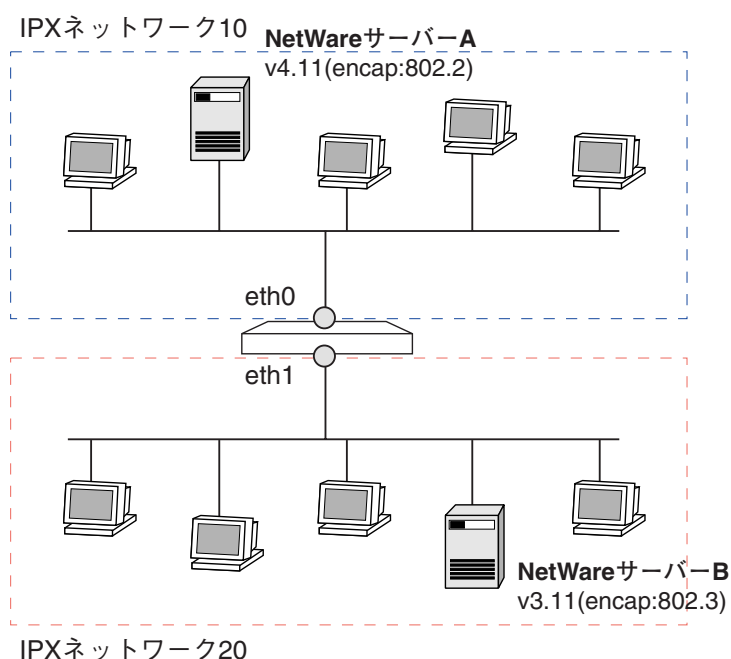 IPXネットワーク10
NetWareサーバーA
v4.11(encap:802.2)
eth0
eth1
NetWareサーバーB
v3.11(encap:802.3)
IPXネットワーク20